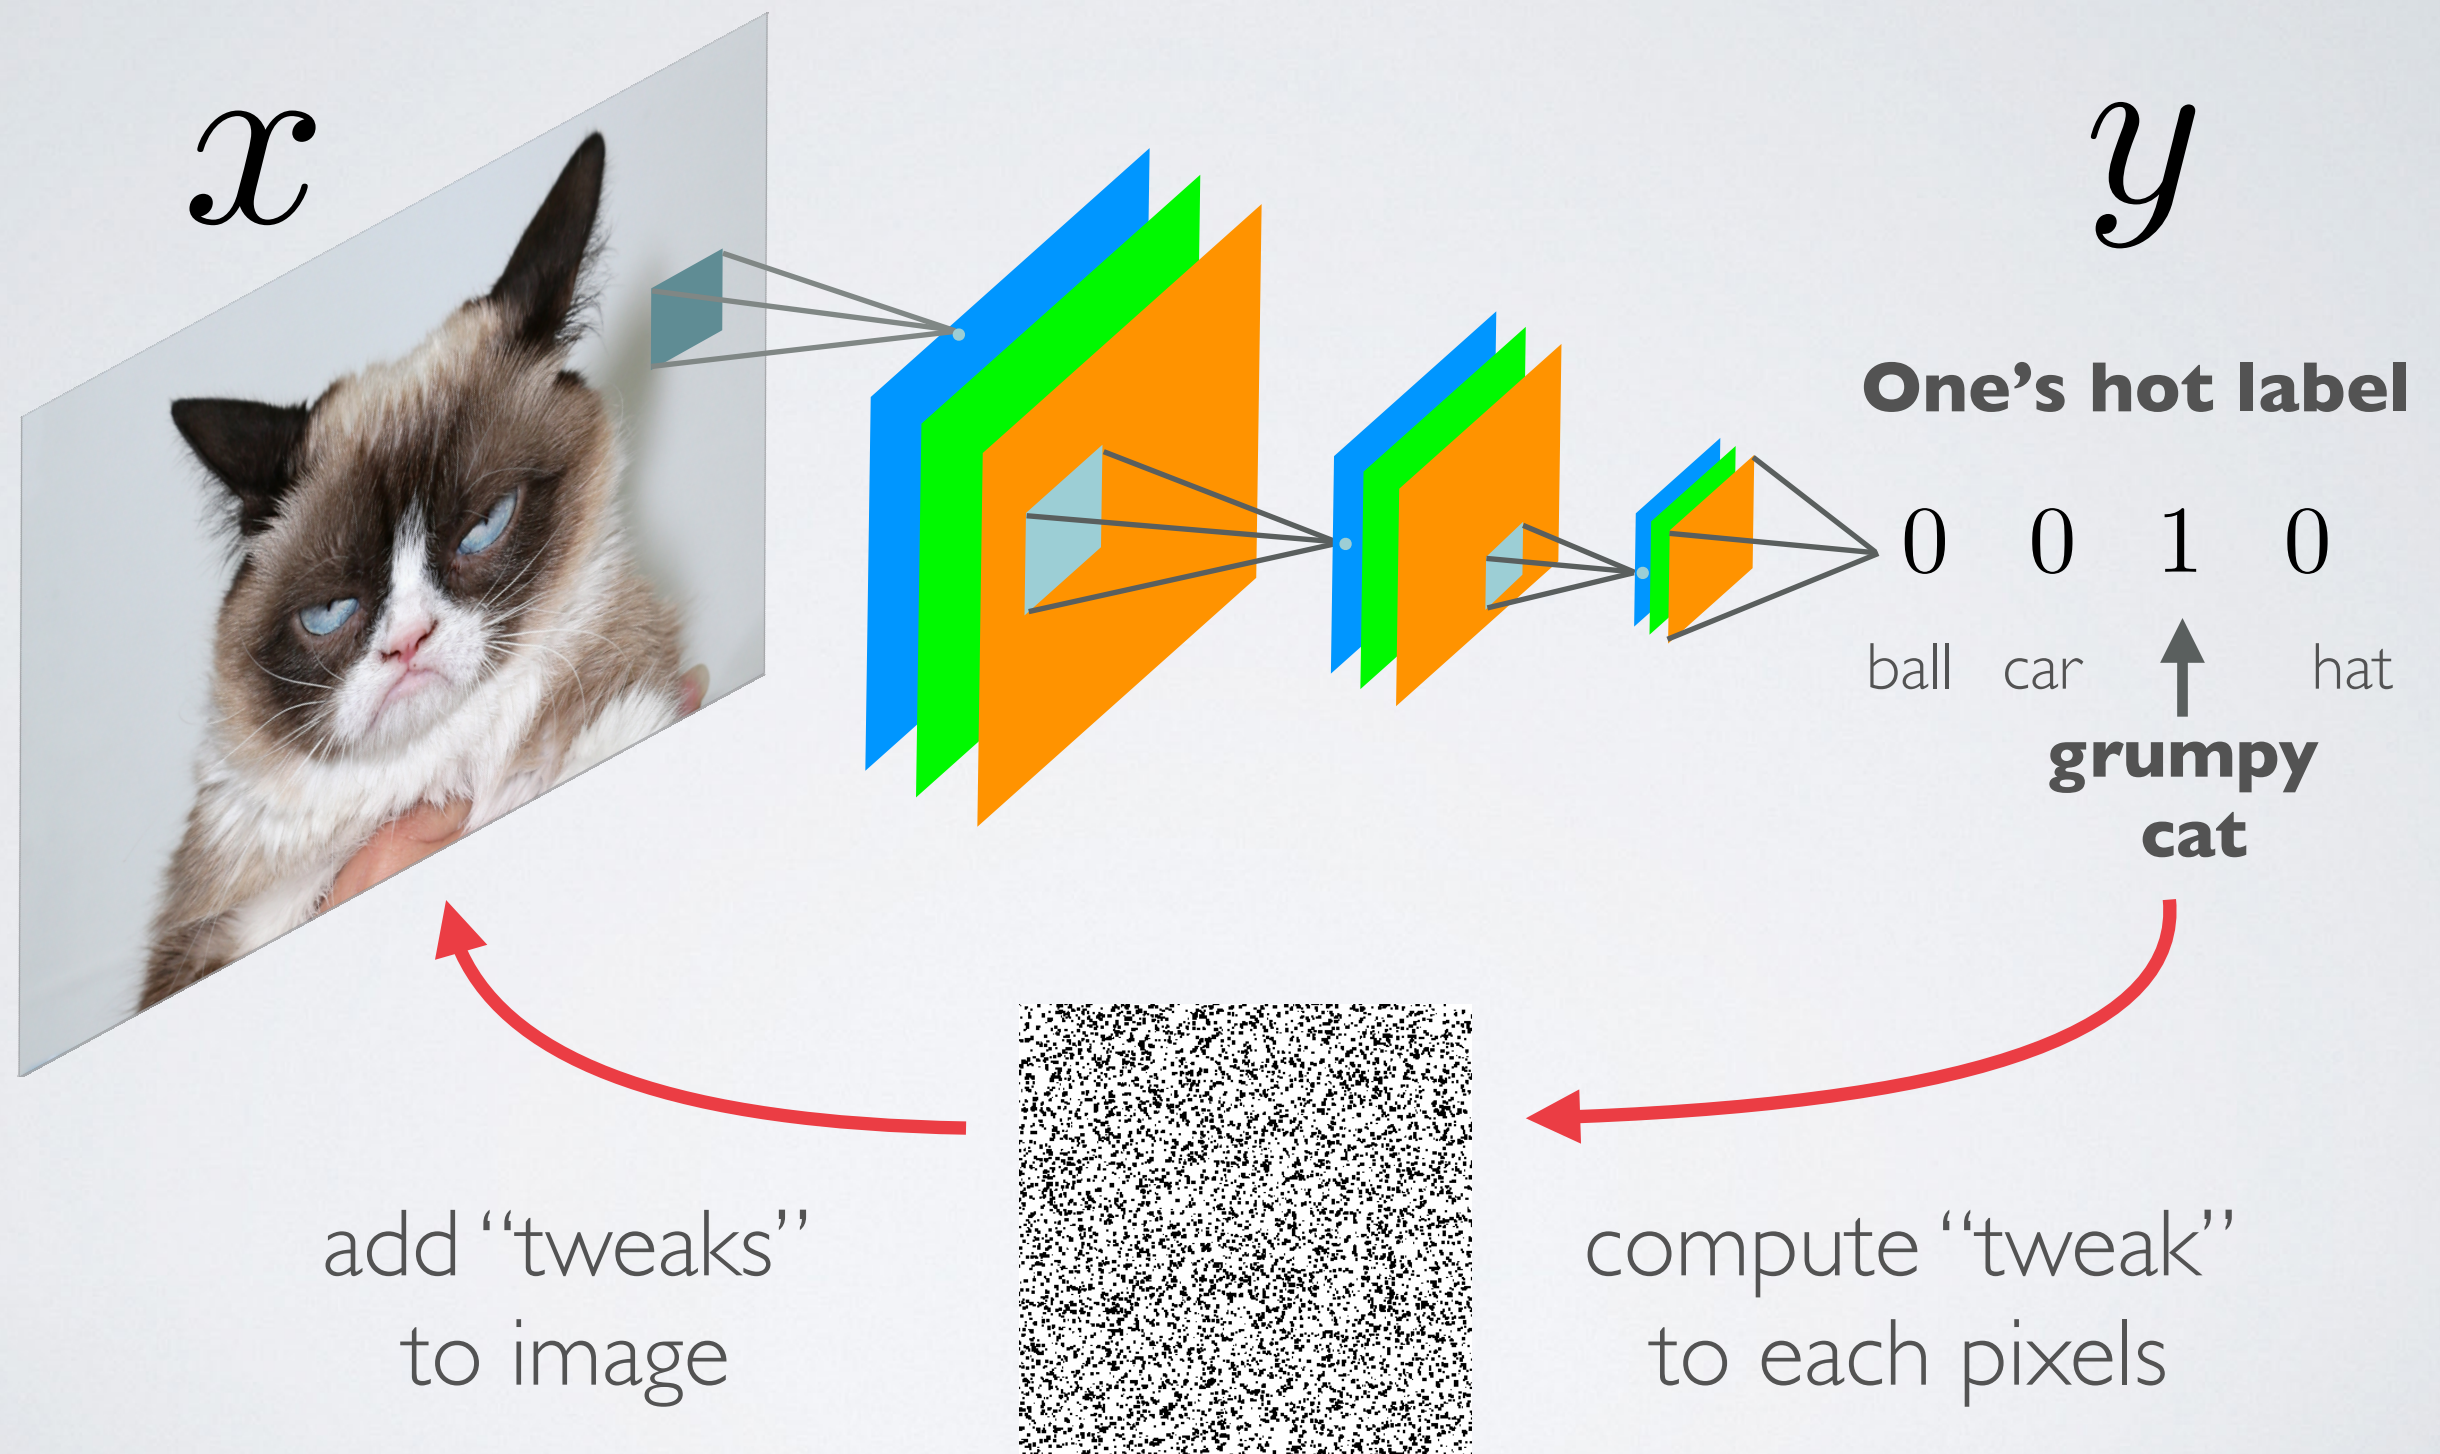 x
y
One’s hot label
0 0 1 0
ball car hat
grumpy
cat
add “tweaks”
to image
compute “tweak”
to each pixels